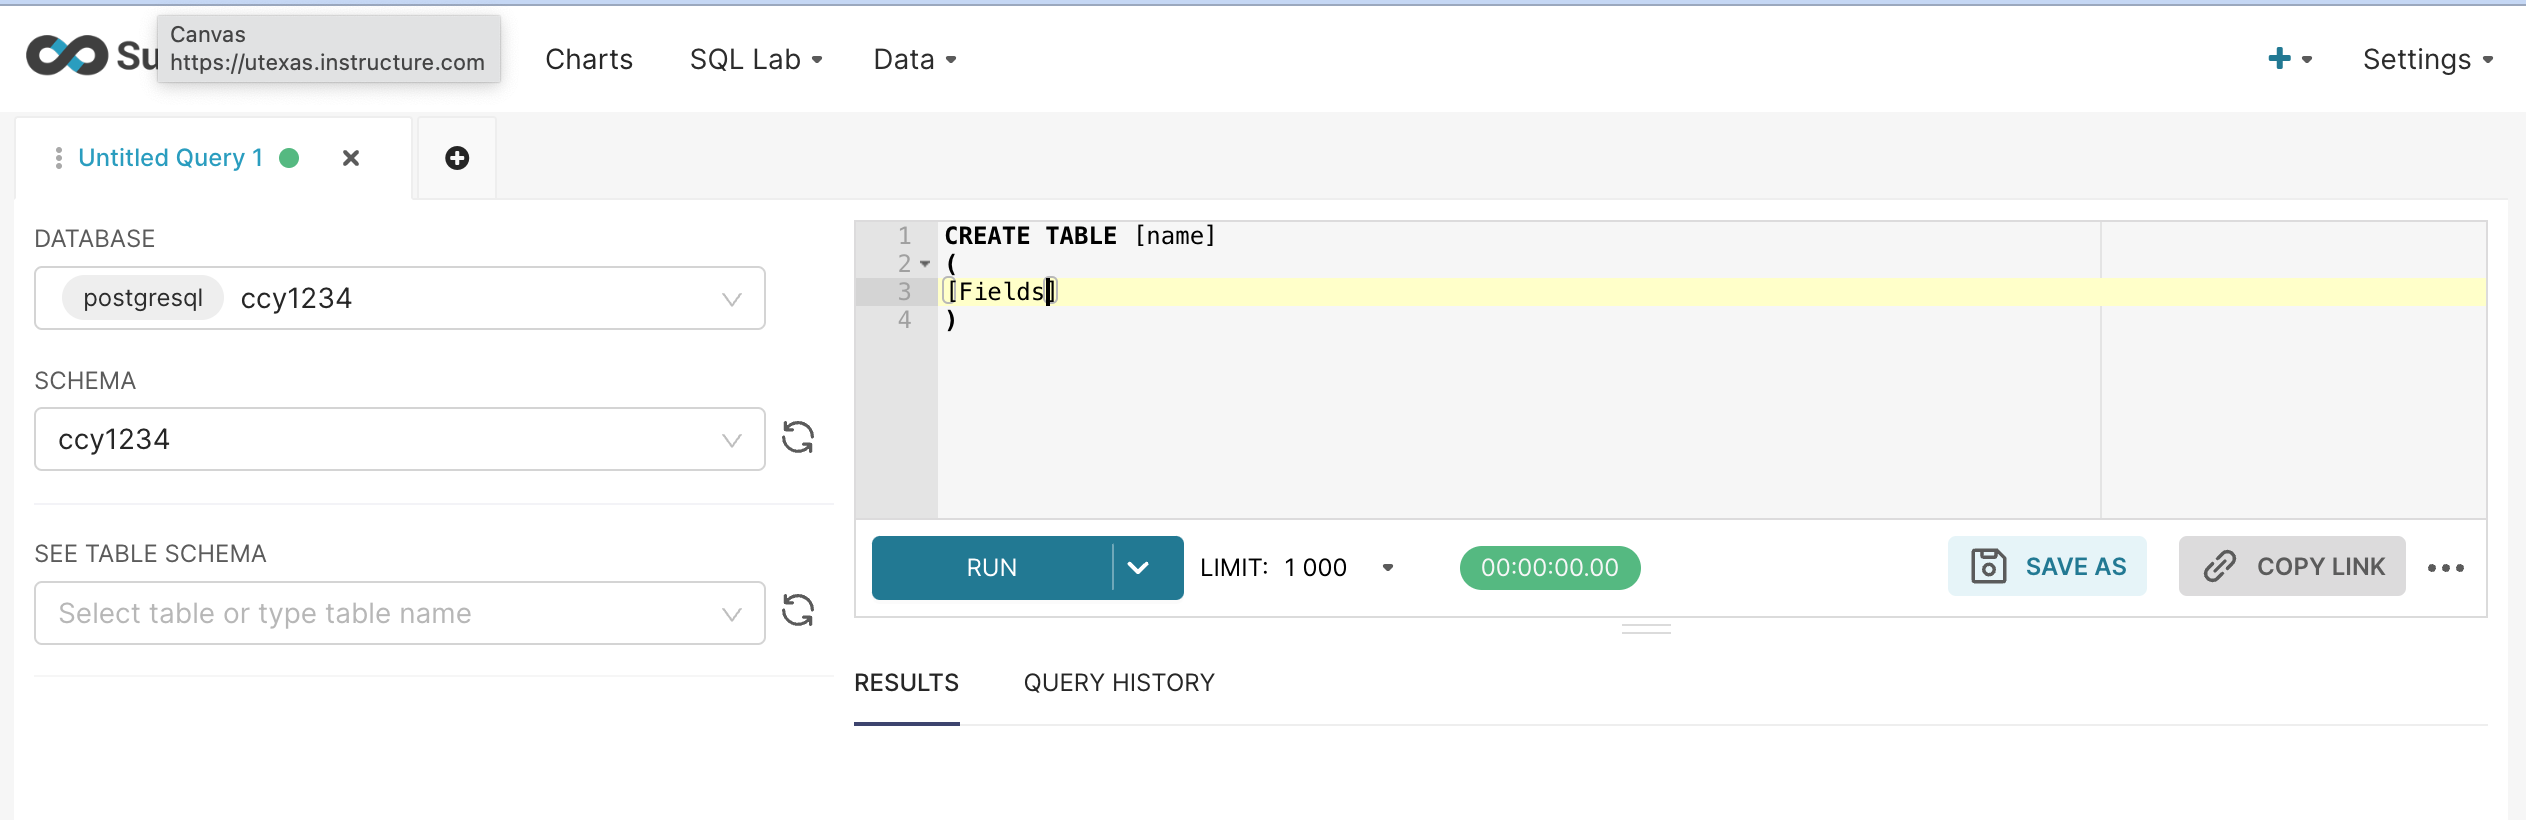 Canvas
https://utexas.instructure.com
Su
Charts
SQL Lab
Data
Settings
Untitled Query 1
DATABASE
postgresql ccy1234
SCHEMA
ccy1234
SEE TABLE SCHEMA
Select table or type table name
1 CREATE TABLE [name]
2 (
3 [Fields]
4 )
RUN
LIMIT: 1 000
00:00:00.00
SAVE AS
COPY LINK
RESULTS
QUERY HISTORY